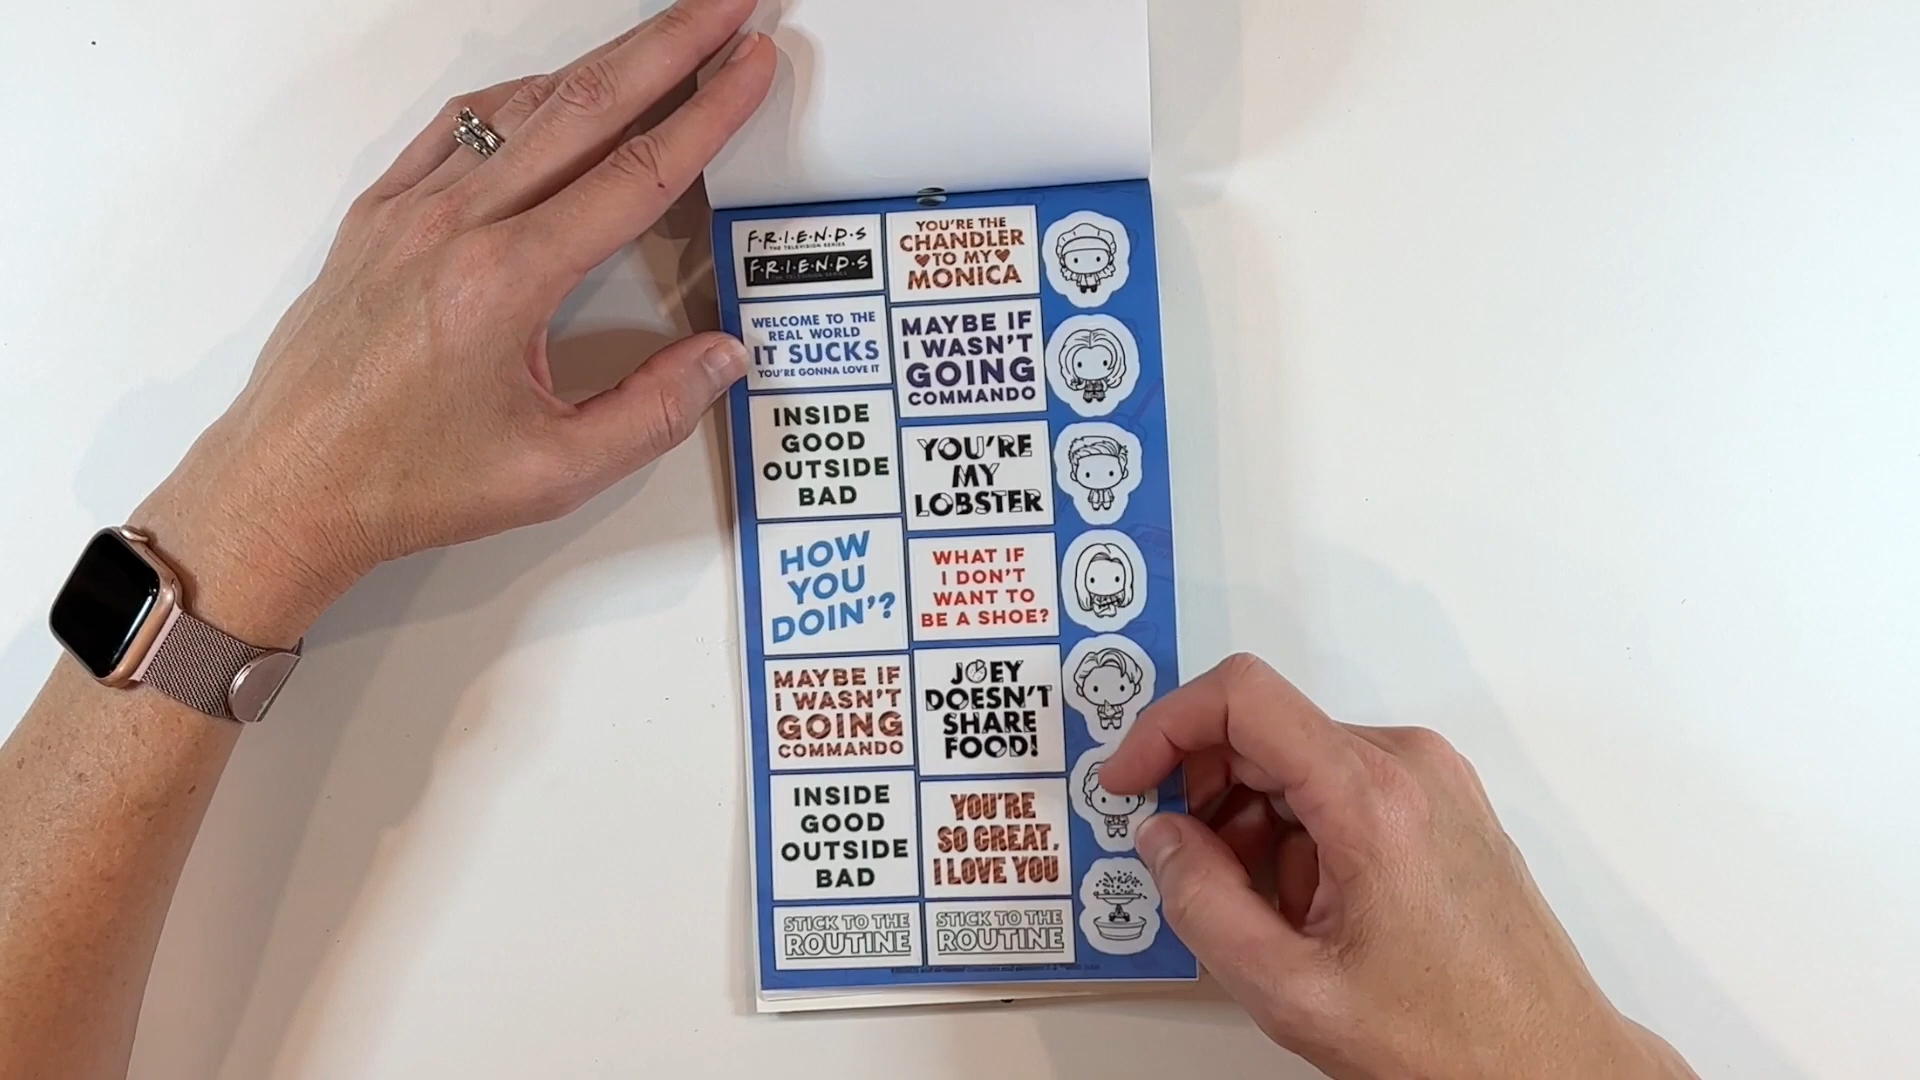 F·R·I·E·N·D·S
THE TELEVISION SERIES
F·R·I·E·N·D·S
THE TELEVISION SERIES
YOU'RE THE
CHANDLER
♥TO MY♥
MONICA
WELCOME TO THE
REAL WORLD
IT SUCKS
YOU'RE GONNA LOVE IT
MAYBE IF
I WASN'T
GOING
COMMANDO
INSIDE
GOOD
OUTSIDE
BAD
YOU'RE
MY
LOBSTER
HOW
YOU
DOIN'?
WHAT IF
I DON'T
WANT TO
BE A SHOE?
MAYBE IF
I WASN'T
GOING
COMMANDO
JOEY
DOESN'T
SHARE
FOOD!
INSIDE
GOOD
OUTSIDE
BAD
YOU'RE
SO GREAT,
I LOVE YOU
STICK TO THE
ROUTINE
STICK TO THE
ROUTINE